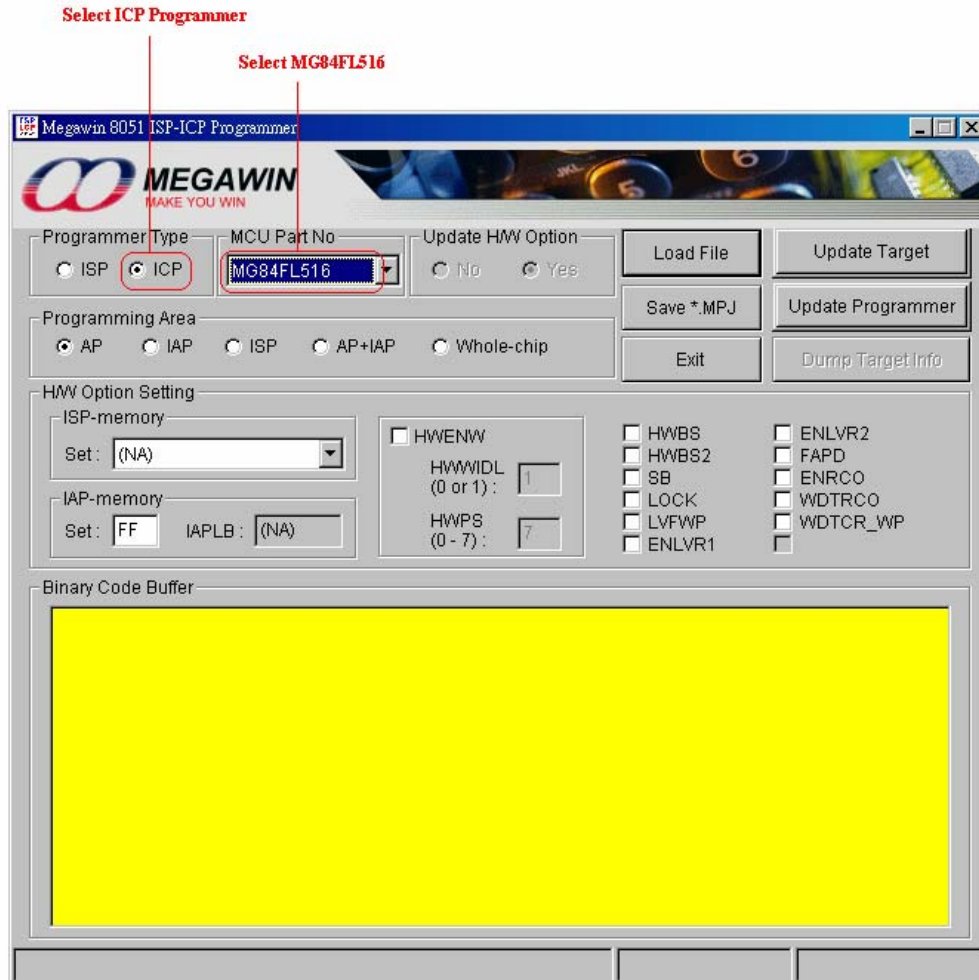 Select ICP Programmer
Select MG84FL516
Megawin 8051 ISP-ICP Programmer
MEGAWIN
MAKE YOU WIN
JKL
5
6
Programmer Type
ISP ICP
MCU Part No
MG84FL516
Update H/W Option
No Yes
Load File
Update Target
Save *.MPJ
Update Programmer
Exit
Dump Target Info
Programming Area
AP IAP ISP AP+IAP Whole-chip
H/W Option Setting
ISP-memory
Set : (NA)
IAP-memory
Set : FF IAPLB : (NA)
HWENW
HWWIDL
(0 or 1) : 1
HWPS
(0 - 7) : 7
HWBS
HWBS2
SB
LOCK
LVFWP
ENLVR1
ENLVR2
FAPD
ENRCO
WDTRCO
WDTCR_WP
Binary Code Buffer